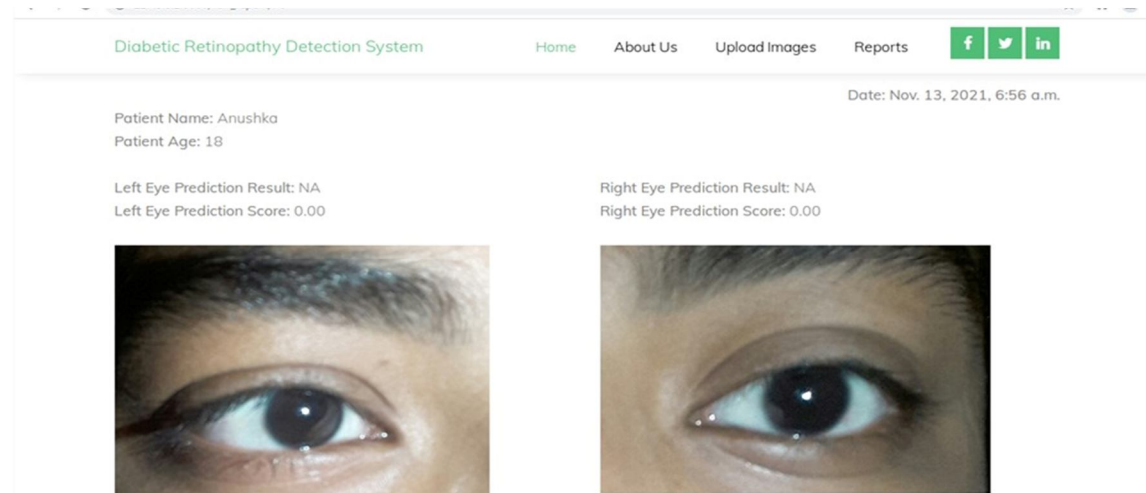 Diabetic Retinopathy Detection System Home About Us Upload Images Reports f in
Date: Nov. 13, 2021, 6:56 a.m.
Patient Name: Anushka
Patient Age: 18
Left Eye Prediction Result: NA
Left Eye Prediction Score: 0.00
Right Eye Prediction Result: NA
Right Eye Prediction Score: 0.00